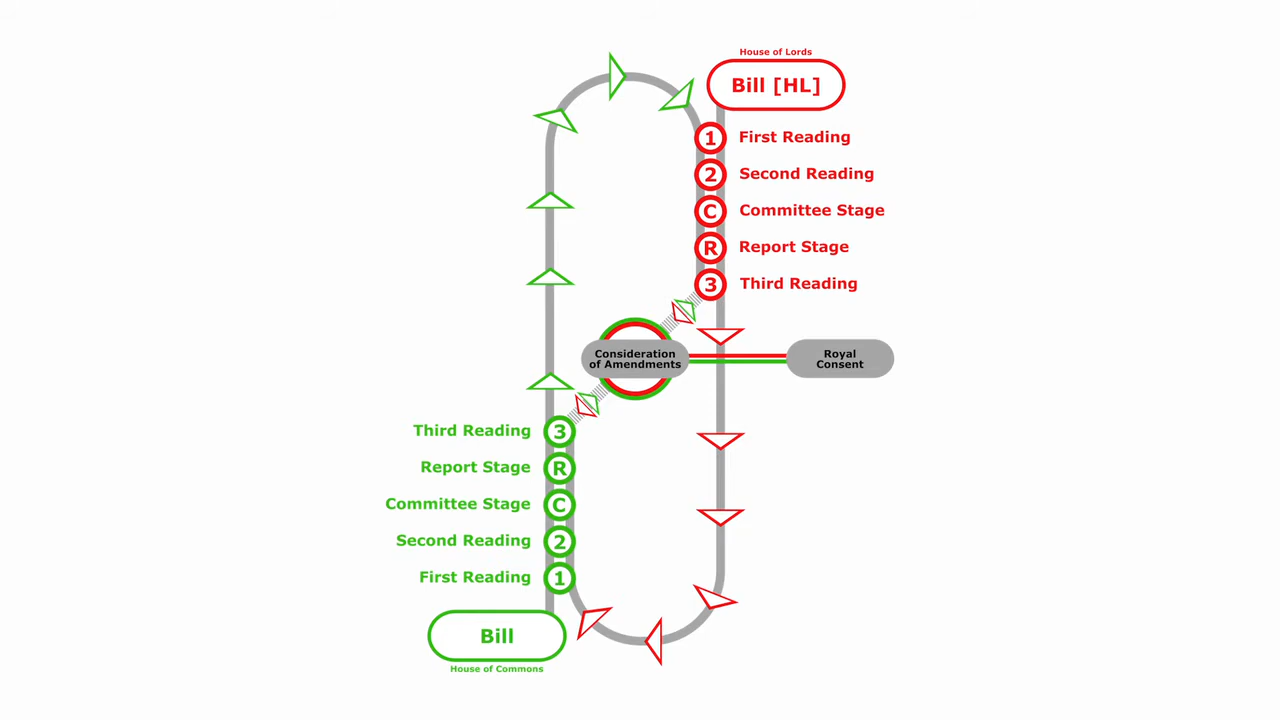 House of Lords
Bill [HL]
1 First Reading
2 Second Reading
C Committee Stage
R Report Stage
3 Third Reading
Consideration
of Amendments
Royal
Consent
Third Reading 3
Report Stage R
Committee Stage C
Second Reading 2
First Reading 1
Bill
House of Commons